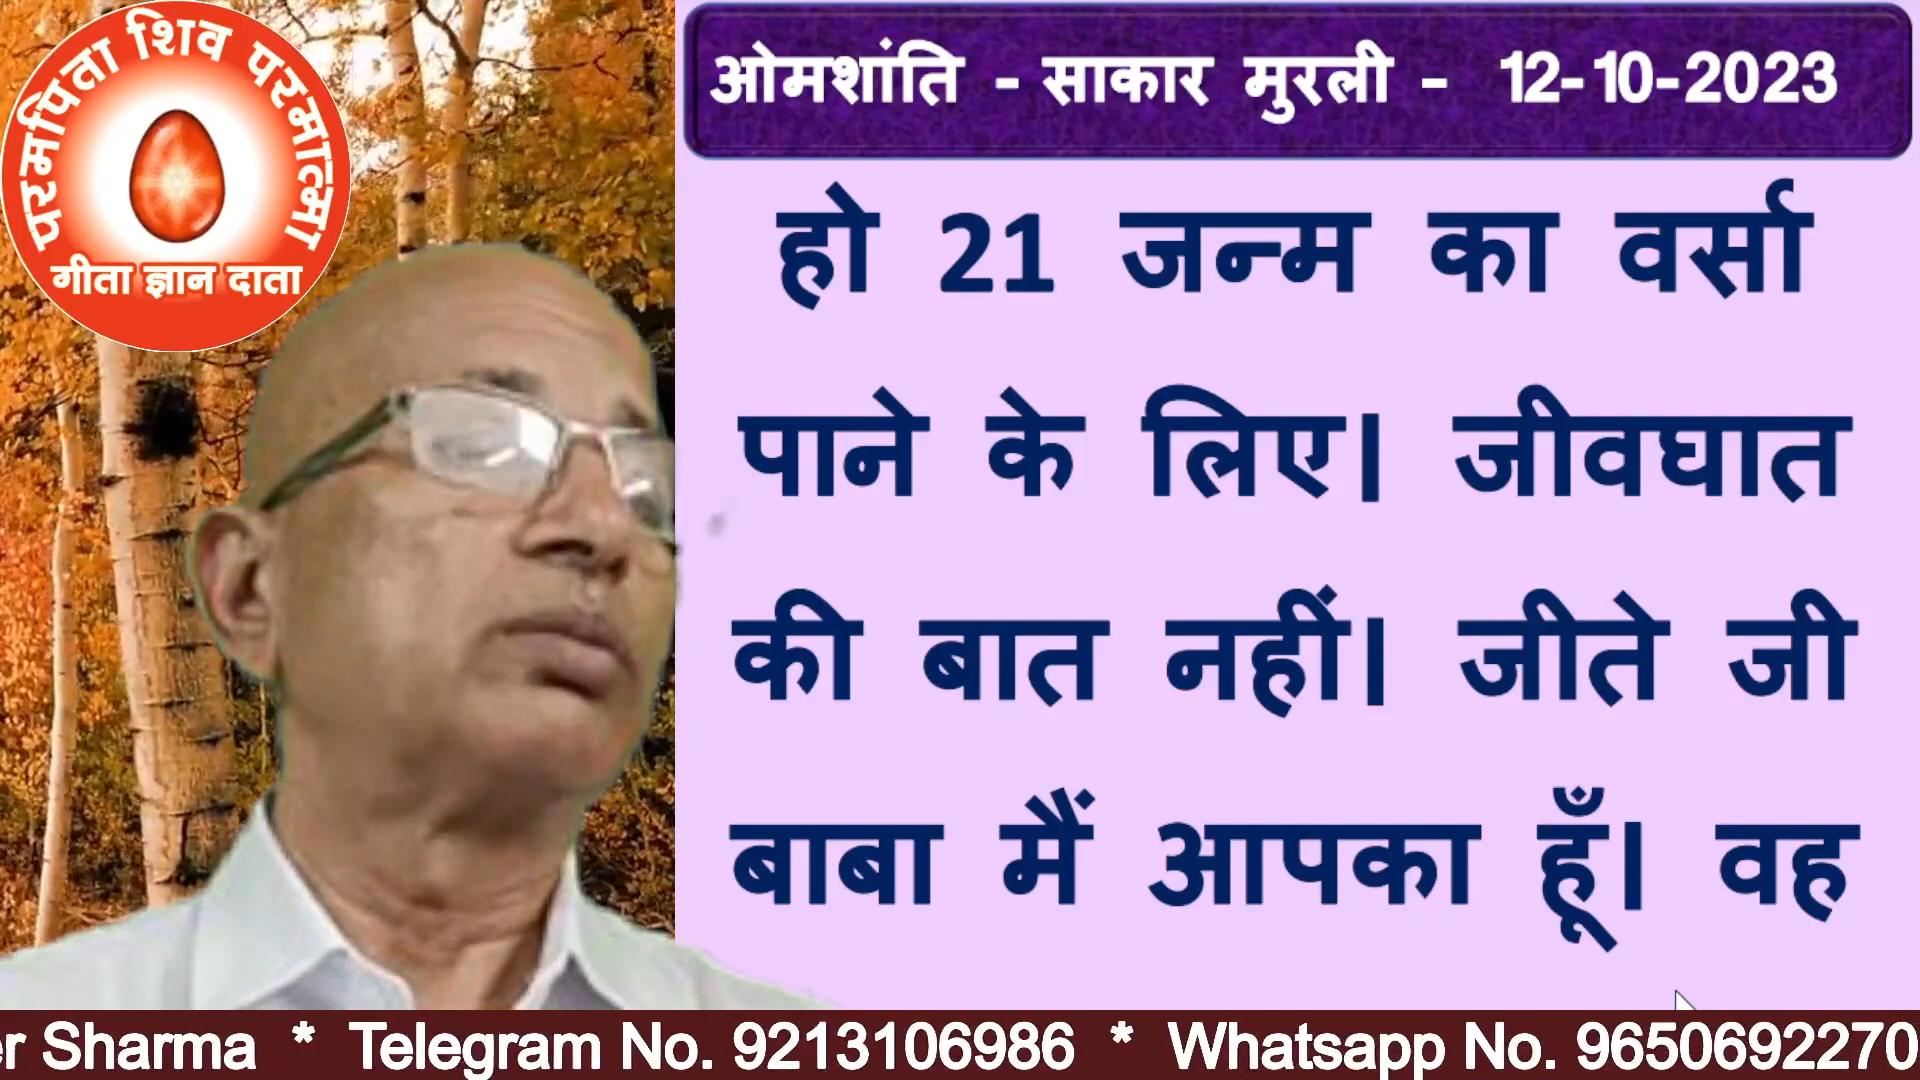 परमपिता शिव परमात्मा
गीता ज्ञान दाता
ओमशांति - साकार मुरली - 12-10-2023
हो 21 जन्म का वर्सा
पाने के लिए। जीवघात
की बात नहीं। जीते जी
बाबा मैं आपका हूँ। वह
er Sharma * Telegram No. 9213106986 * Whatsapp No. 9650692270